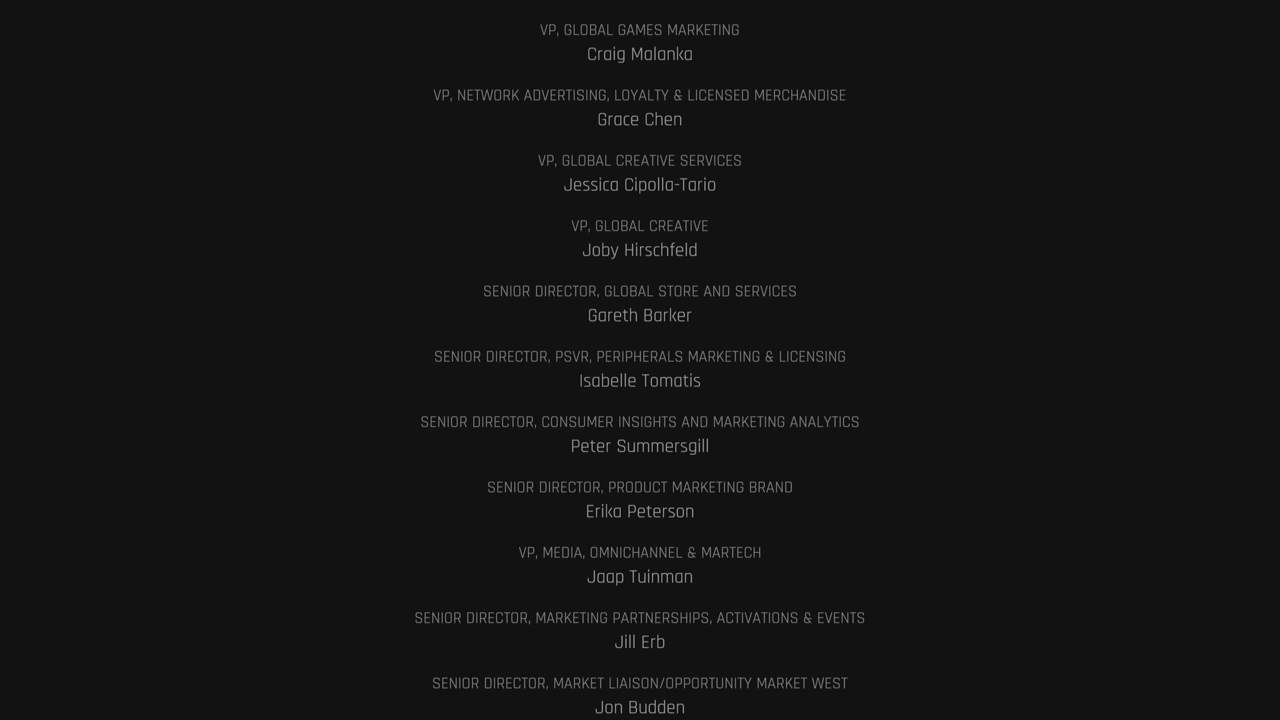 VP, GLOBAL GAMES MARKETING
Craig Malanka
VP, NETWORK ADVERTISING, LOYALTY & LICENSED MERCHANDISE
Grace Chen
VP, GLOBAL CREATIVE SERVICES
Jessica Cipolla-Tario
VP, GLOBAL CREATIVE
Joby Hirschfeld
SENIOR DIRECTOR, GLOBAL STORE AND SERVICES
Gareth Barker
SENIOR DIRECTOR, PSVR, PERIPHERALS MARKETING & LICENSING
Isabelle Tomatis
SENIOR DIRECTOR, CONSUMER INSIGHTS AND MARKETING ANALYTICS
Peter Summersgill
SENIOR DIRECTOR, PRODUCT MARKETING BRAND
Erika Peterson
VP, MEDIA, OMNICHANNEL & MARTECH
Jaap Tuinman
SENIOR DIRECTOR, MARKETING PARTNERSHIPS, ACTIVATIONS & EVENTS
Jill Erb
SENIOR DIRECTOR, MARKET LIAISON/OPPORTUNITY MARKET WEST
Jon Budden